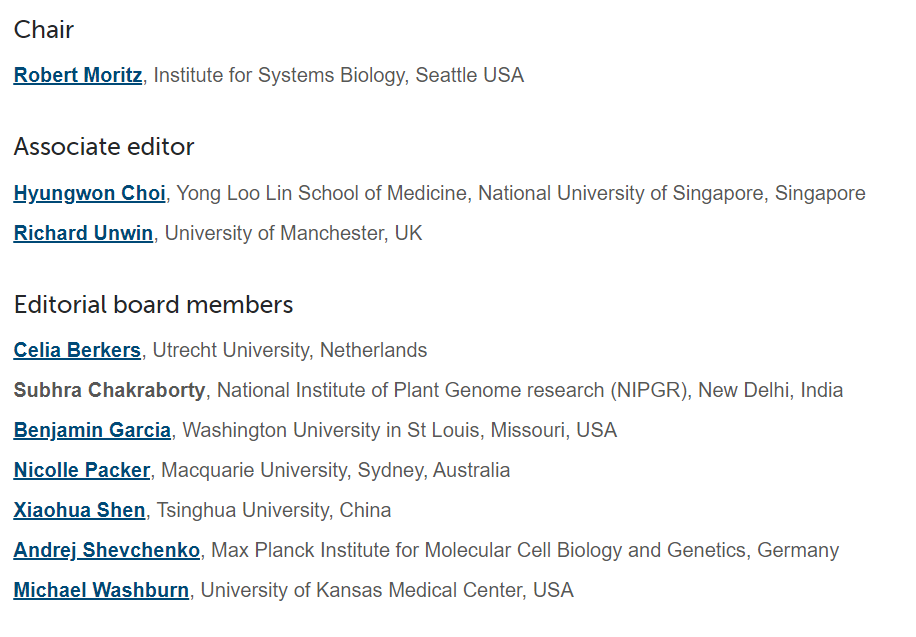 Chair
Robert Moritz, Institute for Systems Biology, Seattle USA
Associate editor
Hyungwon Choi, Yong Loo Lin School of Medicine, National University of Singapore, Singapore
Richard Unwin, University of Manchester, UK
Editorial board members
Celia Berkers, Utrecht University, Netherlands
Subhra Chakraborty, National Institute of Plant Genome research (NIPGR), New Delhi, India
Benjamin Garcia, Washington University in St Louis, Missouri, USA
Nicolle Packer, Macquarie University, Sydney, Australia
Xiaohua Shen, Tsinghua University, China
Andrej Shevchenko, Max Planck Institute for Molecular Cell Biology and Genetics, Germany
Michael Washburn, University of Kansas Medical Center, USA